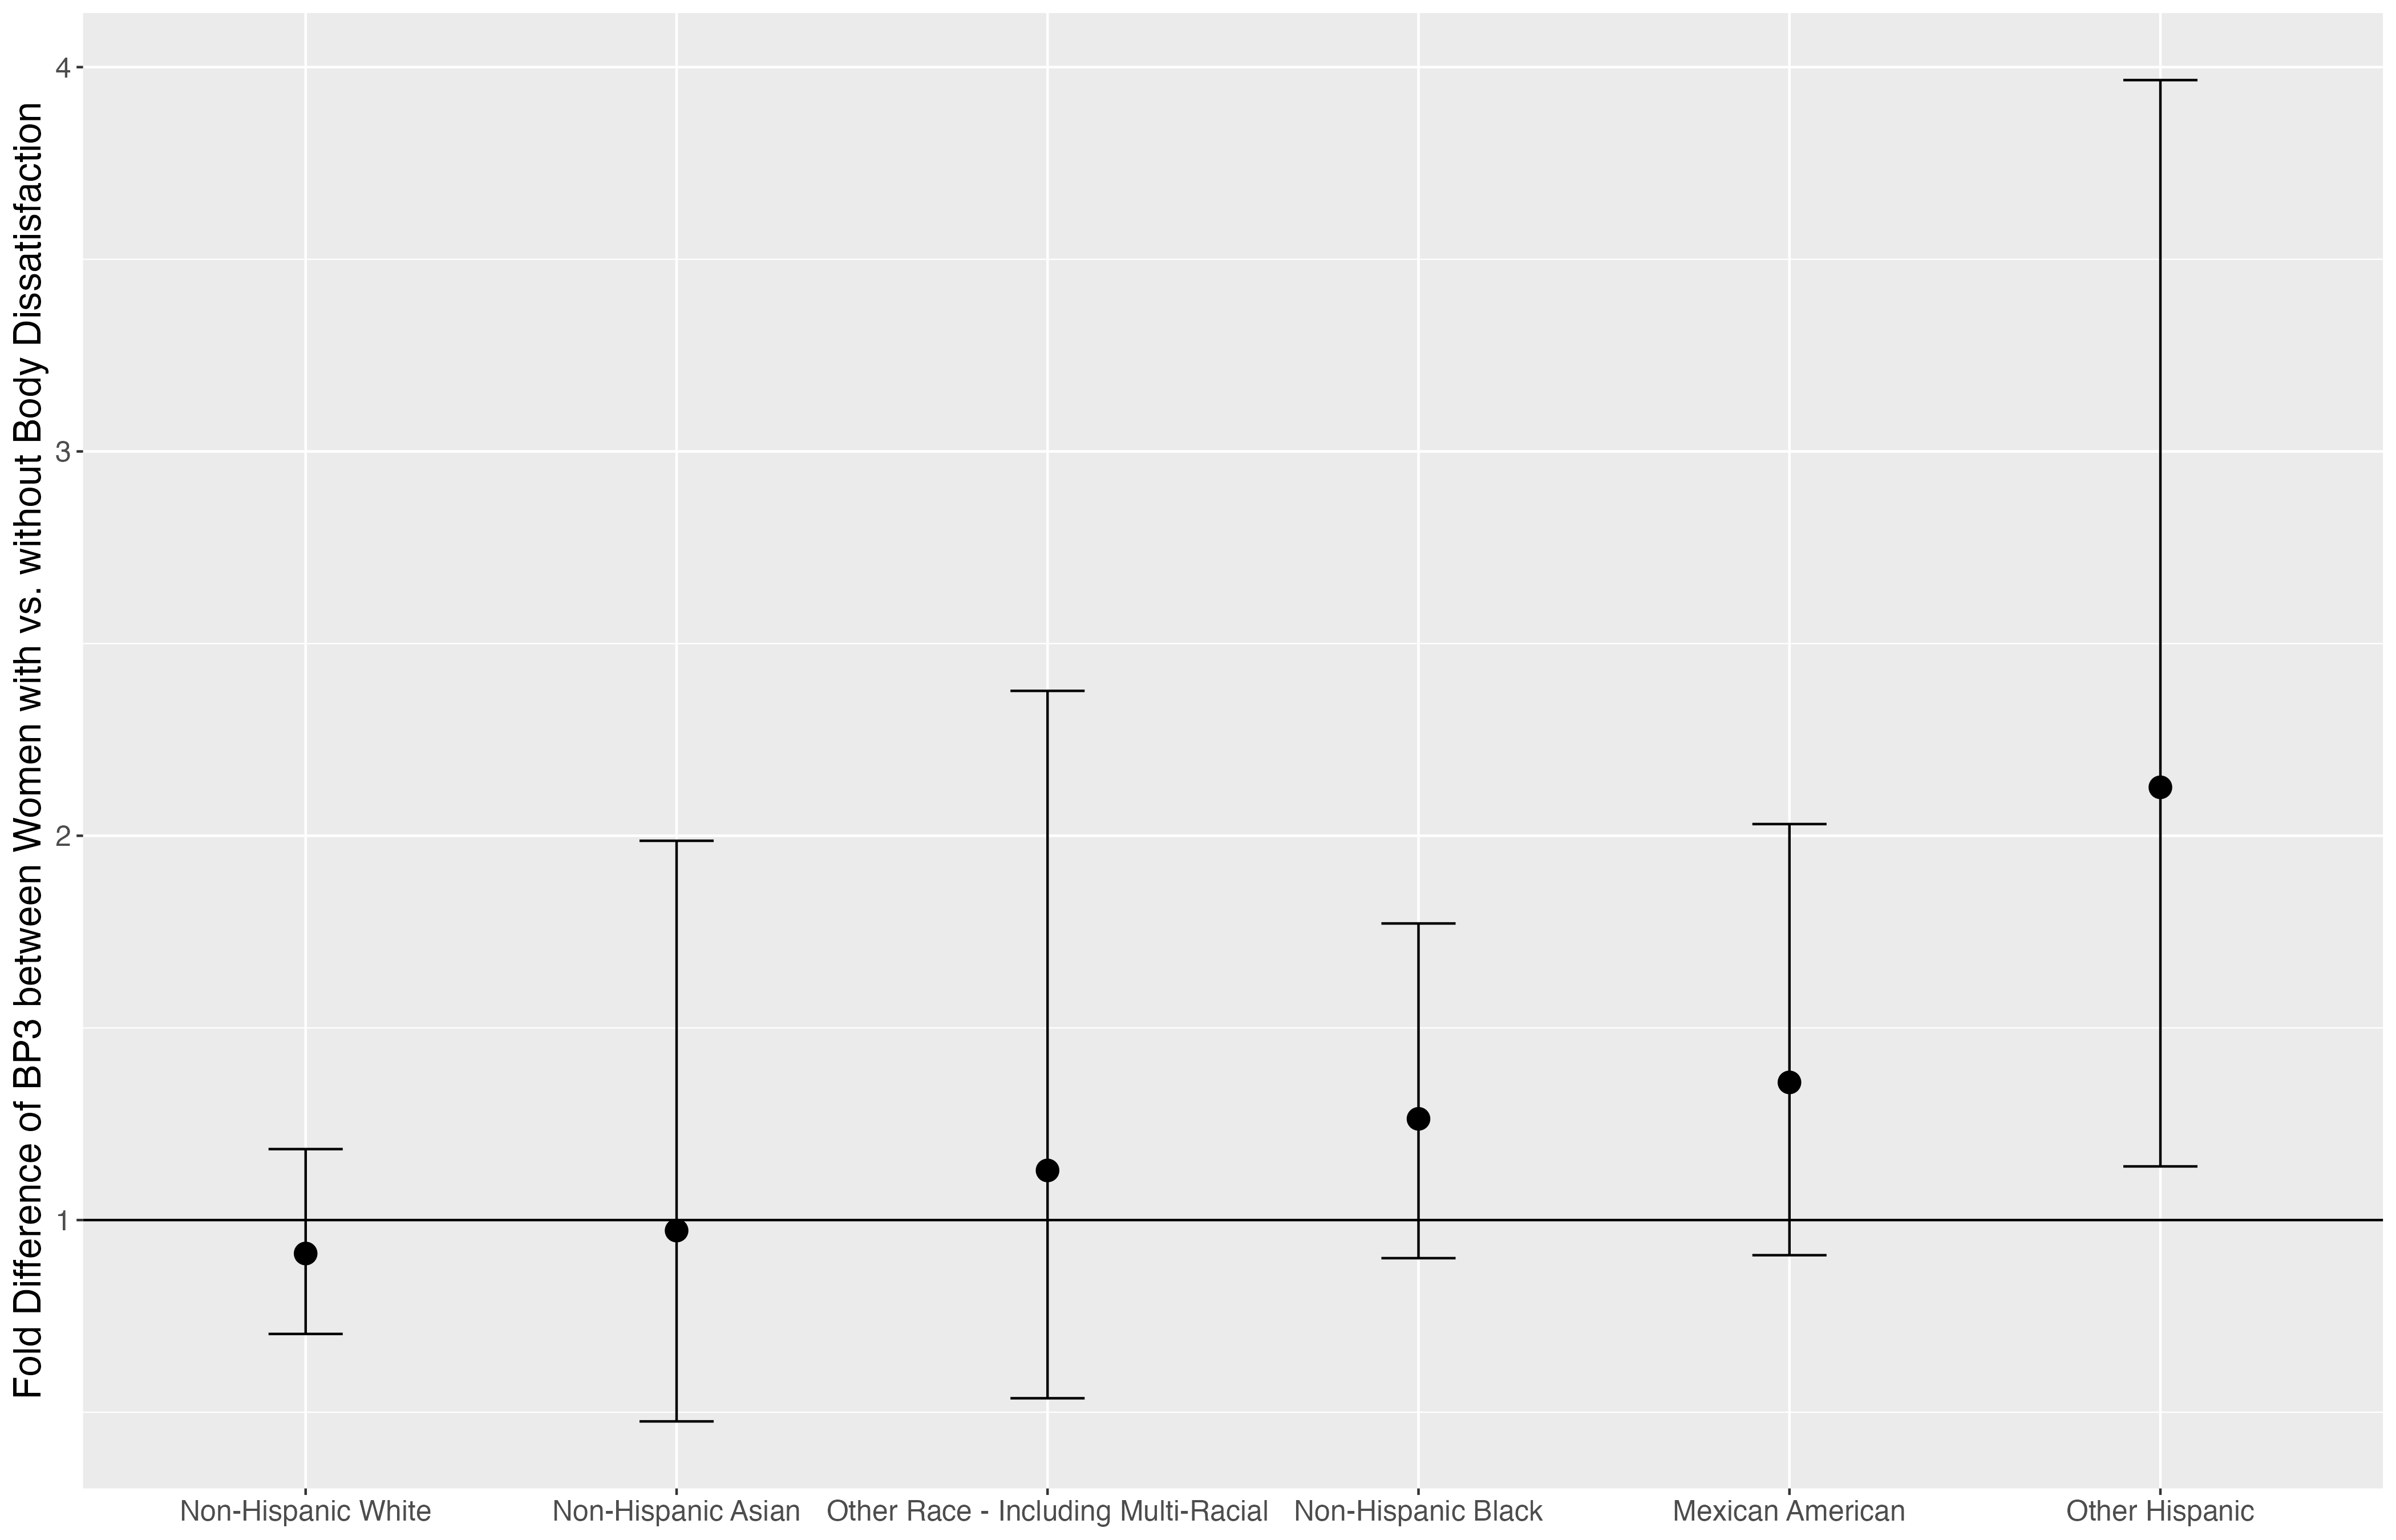 Fold Difference of BP3 between Women with vs. without Body Dissatisfaction
4
3
2
1
Non-Hispanic White
Non-Hispanic Asian
Other Race - Including Multi-Racial
Non-Hispanic Black
Mexican American
Other Hispanic